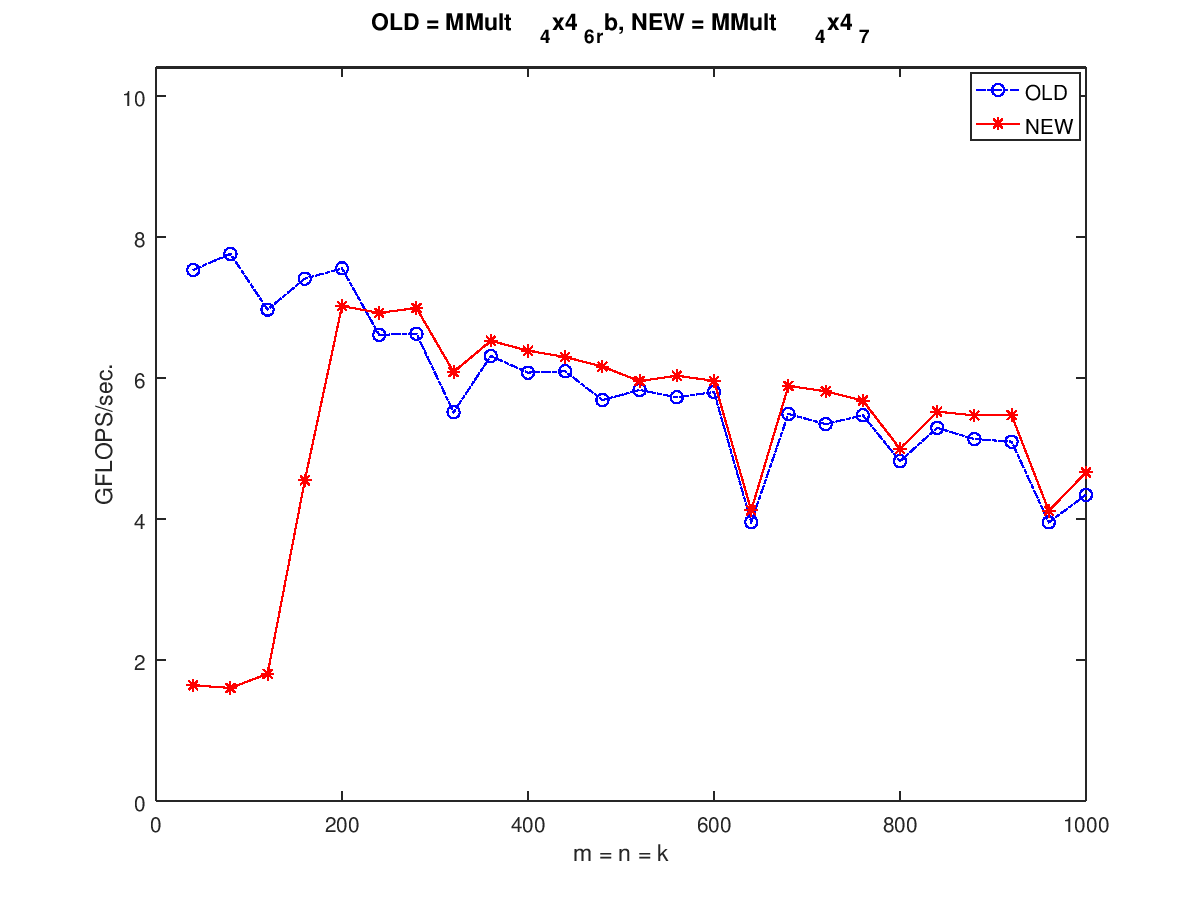 OLD = MMult 4x4 6rb, NEW = MMult 4x4 7
OLD
NEW
GFLOPS/sec.
10
8
6
4
2
0
0 200 400 600 800 1000
m = n = k